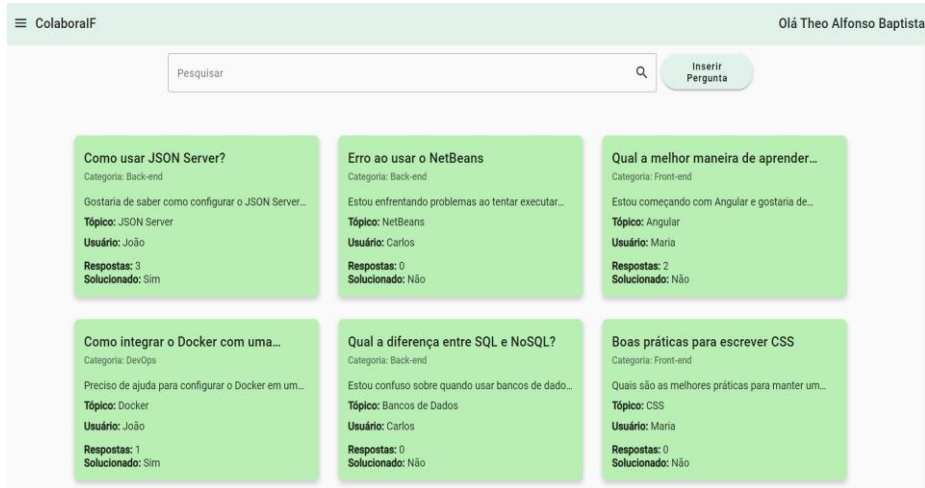 ColaboraIF
Olá Theo Alfonso Baptista
Pesquisar
Inserir
Pergunta
Como usar JSON Server?
Categoria: Back-end
Gostaria de saber como configurar o JSON Server...
Tópico: JSON Server
Usuário: João
Respostas: 3
Solucionado: Sim
Erro ao usar o NetBeans
Categoria: Back-end
Estou enfrentando problemas ao tentar executar...
Tópico: NetBeans
Usuário: Carlos
Respostas: 0
Solucionado: Não
Qual a melhor maneira de aprender...
Categoria: Front-end
Estou começando com Angular e gostaria de...
Tópico: Angular
Usuário: Maria
Respostas: 2
Solucionado: Não
Como integrar o Docker com uma...
Categoria: DevOps
Preciso de ajuda para configurar o Docker em um...
Tópico: Docker
Usuário: João
Respostas: 1
Solucionado: Sim
Qual a diferença entre SQL e NoSQL?
Categoria: Back-end
Estou confuso sobre quando usar bancos de dado...
Tópico: Bancos de Dados
Usuário: Carlos
Respostas: 0
Solucionado: Não
Boas práticas para escrever CSS
Categoria: Front-end
Quais são as melhores práticas para manter um...
Tópico: CSS
Usuário: Maria
Respostas: 0
Solucionado: Não